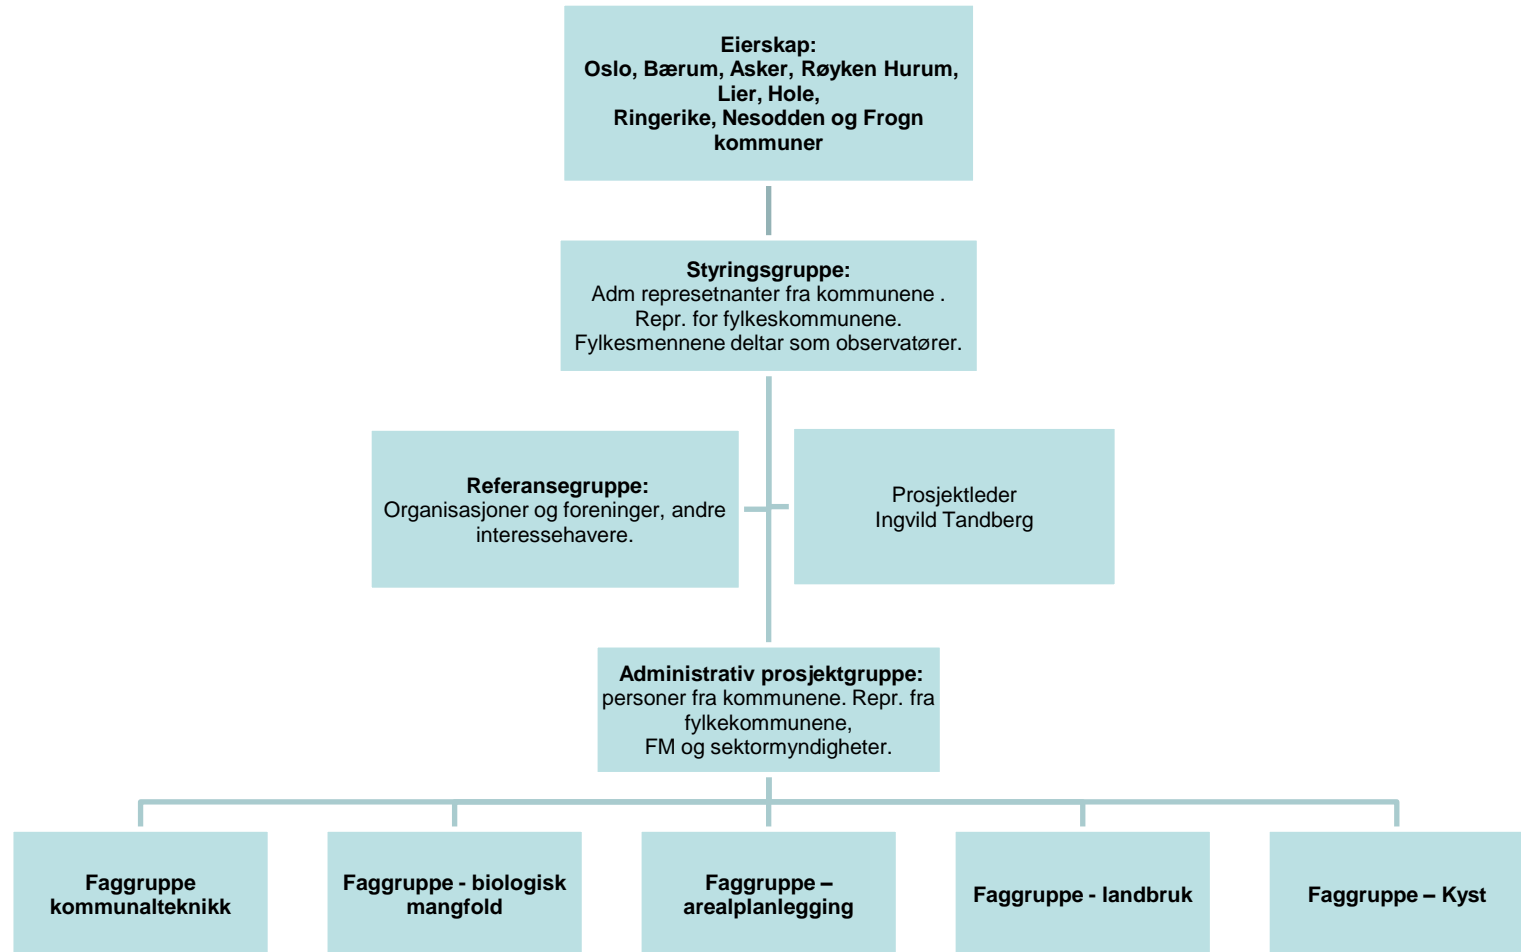 Eierskap:
Oslo, Bærum, Asker, Røyken Hurum,
Lier, Hole,
Ringerike, Nesodden og Frogn
kommuner
Styringsgruppe:
Adm represetnanter fra kommunene .
Repr. for fylkeskommunene.
Fylkesmennene deltar som observatører.
Referansegruppe:
Organisasjoner og foreninger, andre
interessehavere.
Prosjektleder
Ingvild Tandberg
Administrativ prosjektgruppe:
personer fra kommunene. Repr. fra
fylkekommunene,
FM og sektormyndigheter.
Faggruppe
kommunalteknikk
Faggruppe - biologisk
mangfold
Faggruppe –
arealplanlegging
Faggruppe - landbruk
Faggruppe – Kyst